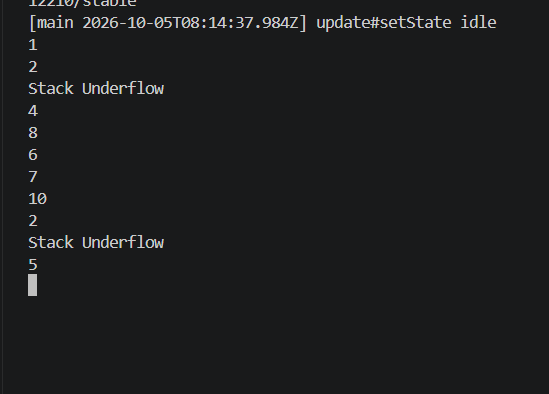 12210/stable
[main 2026-10-05T08:14:37.984Z] update#setState idle
1
2
Stack Underflow
4
8
6
7
10
2
Stack Underflow
5